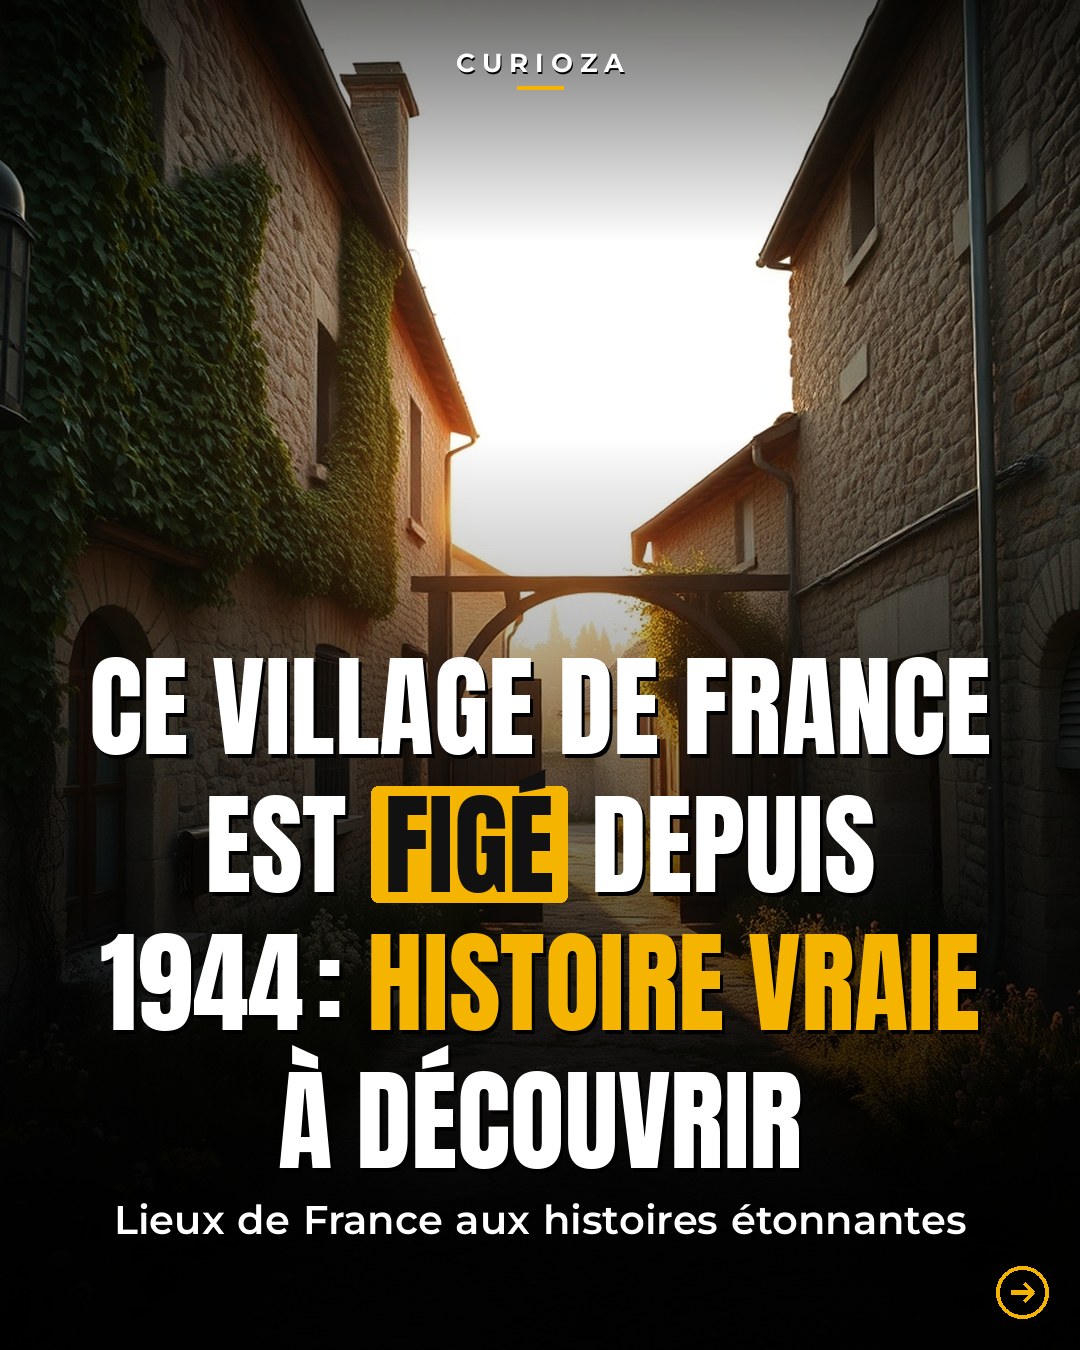 CURIOZA
CE VILLAGE DE FRANCE
EST FIGÉ DEPUIS
1944 : HISTOIRE VRAIE
À DÉCOUVRIR
Lieux de France aux histoires étonnantes